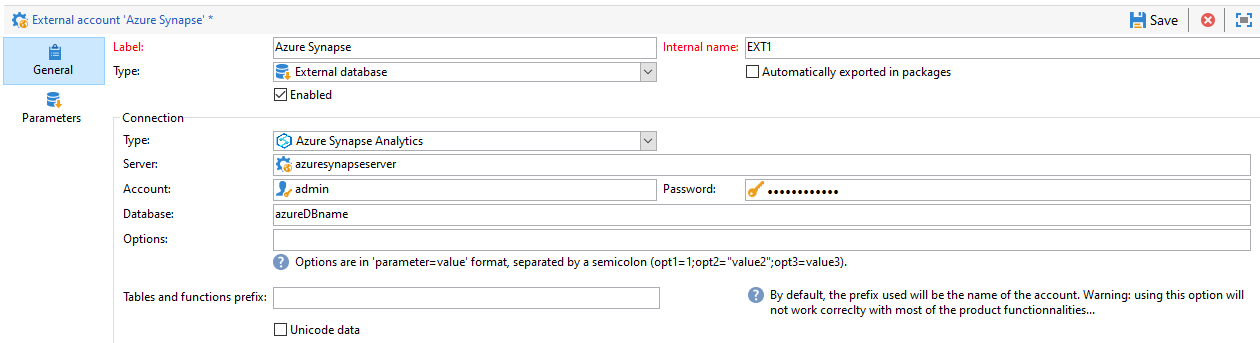 External account 'Azure Synapse' *
Save
General
Parameters
Label: Azure Synapse Internal name: EXT1
Type: External database Automatically exported in packages
Enabled
Connection
Type: Azure Synapse Analytics
Server: azuresynapseserver
Account: admin Password: ••••••••••••
Database: azureDBname
Options:
Options are in 'parameter=value' format, separated by a semicolon (opt1=1;opt2="value2";opt3=value3).
Tables and functions prefix:
By default, the prefix used will be the name of the account. Warning: using this option will
not work correclty with most of the product functionnalities...
Unicode data